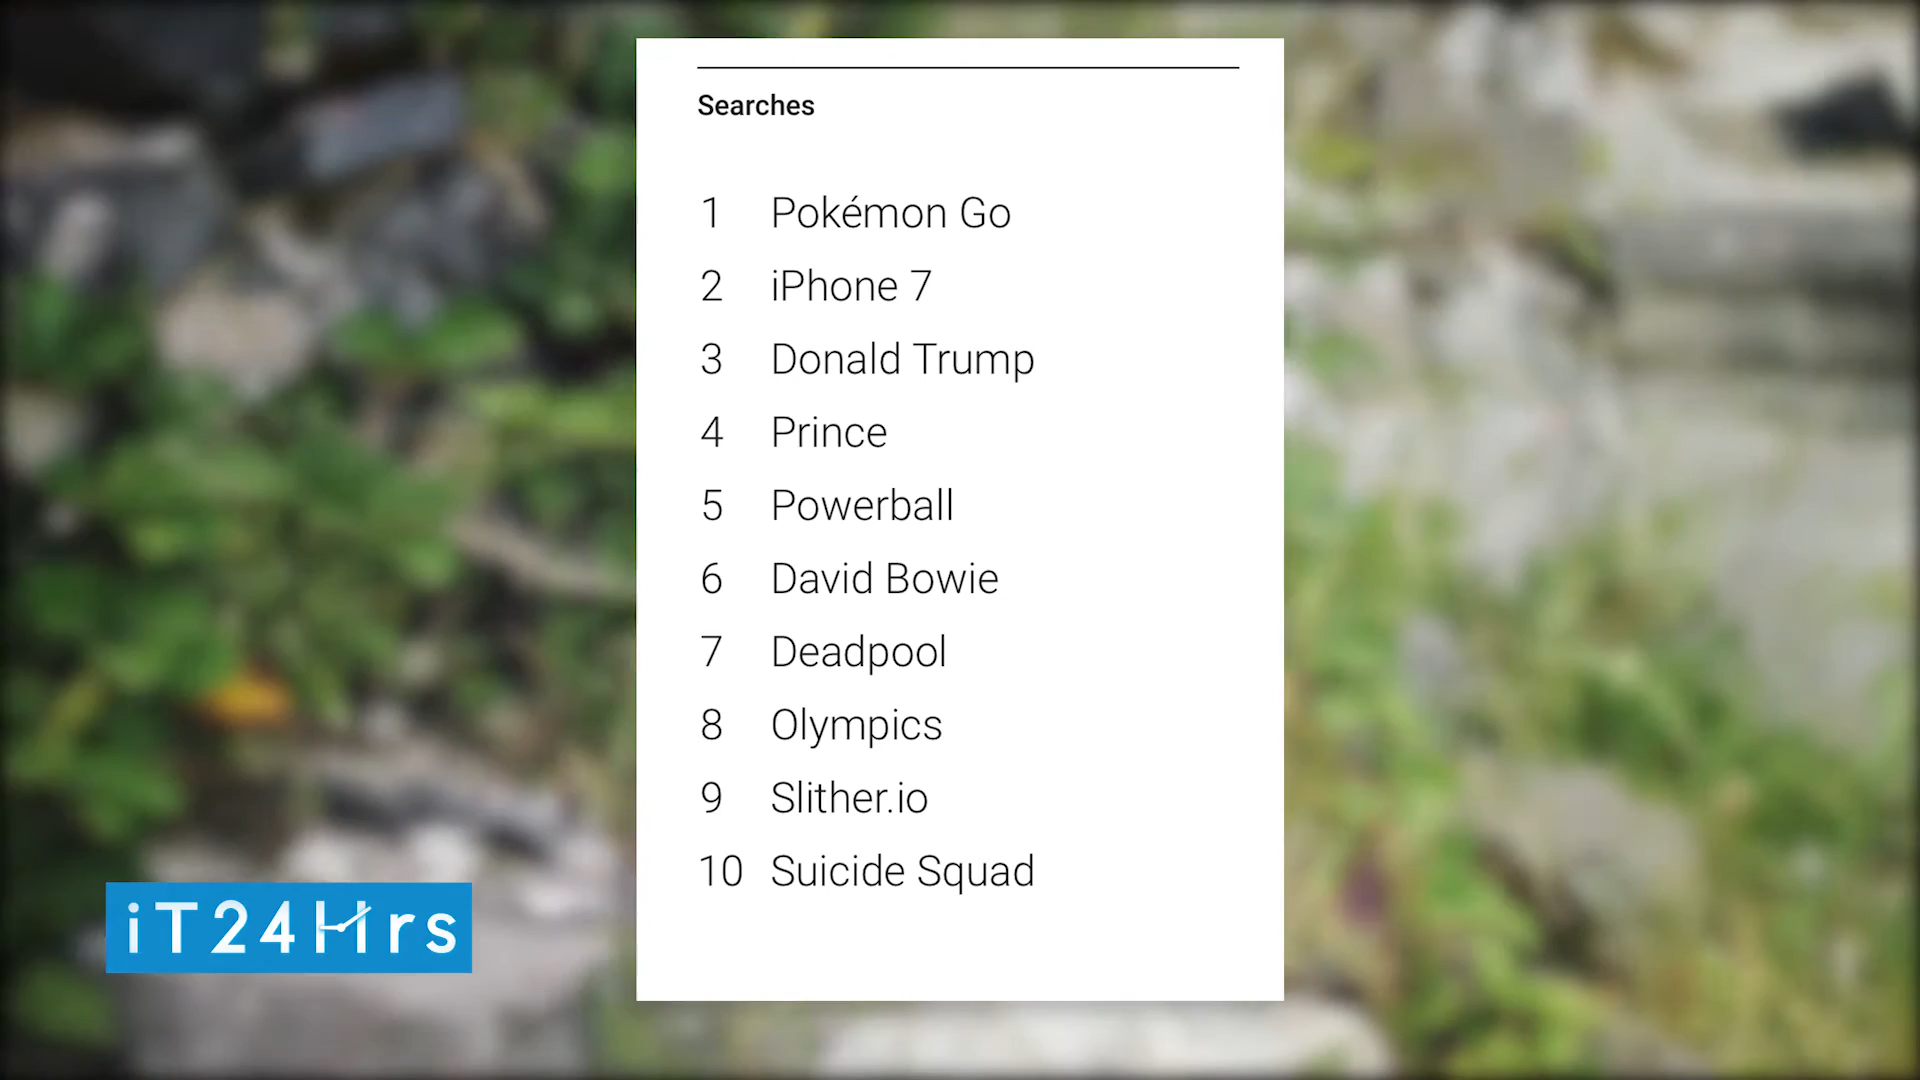 Searches
1 Pokémon Go
2 iPhone 7
3 Donald Trump
4 Prince
5 Powerball
6 David Bowie
7 Deadpool
8 Olympics
9 Slither.io
10 Suicide Squad
iT24Hrs